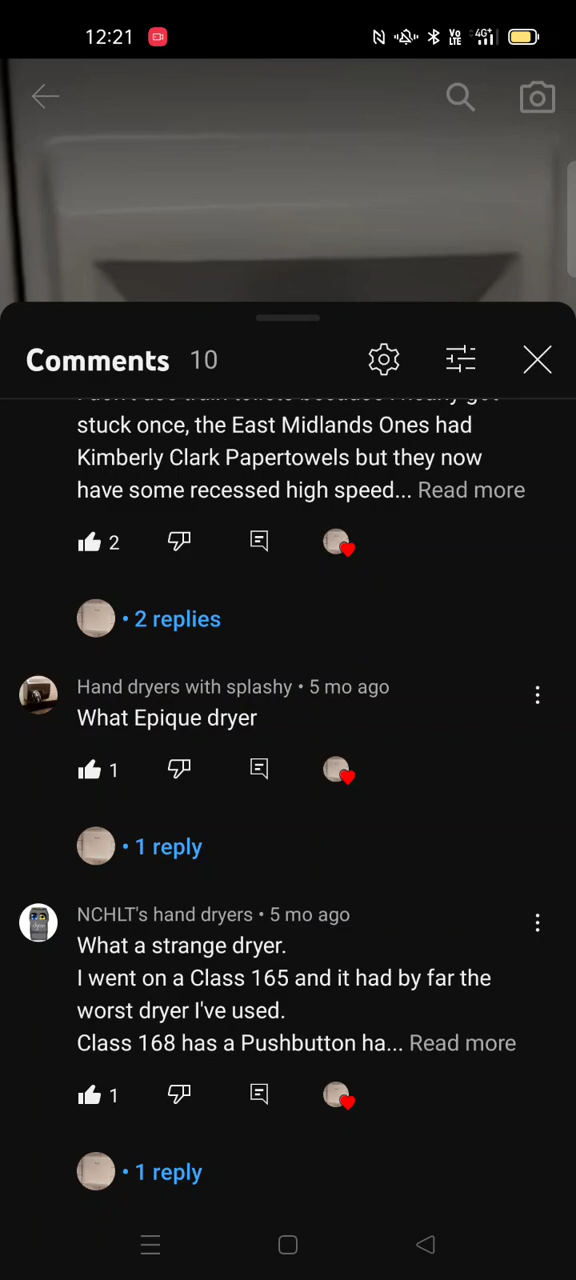 12:21
VO LTE 4G+
Comments 10
stuck once, the East Midlands Ones had
Kimberly Clark Papertowels but they now
have some recessed high speed... Read more
2
• 2 replies
Hand dryers with splashy • 5 mo ago
What Epique dryer
1
• 1 reply
NCHLT's hand dryers • 5 mo ago
What a strange dryer.
I went on a Class 165 and it had by far the
worst dryer I've used.
Class 168 has a Pushbutton ha... Read more
1
• 1 reply